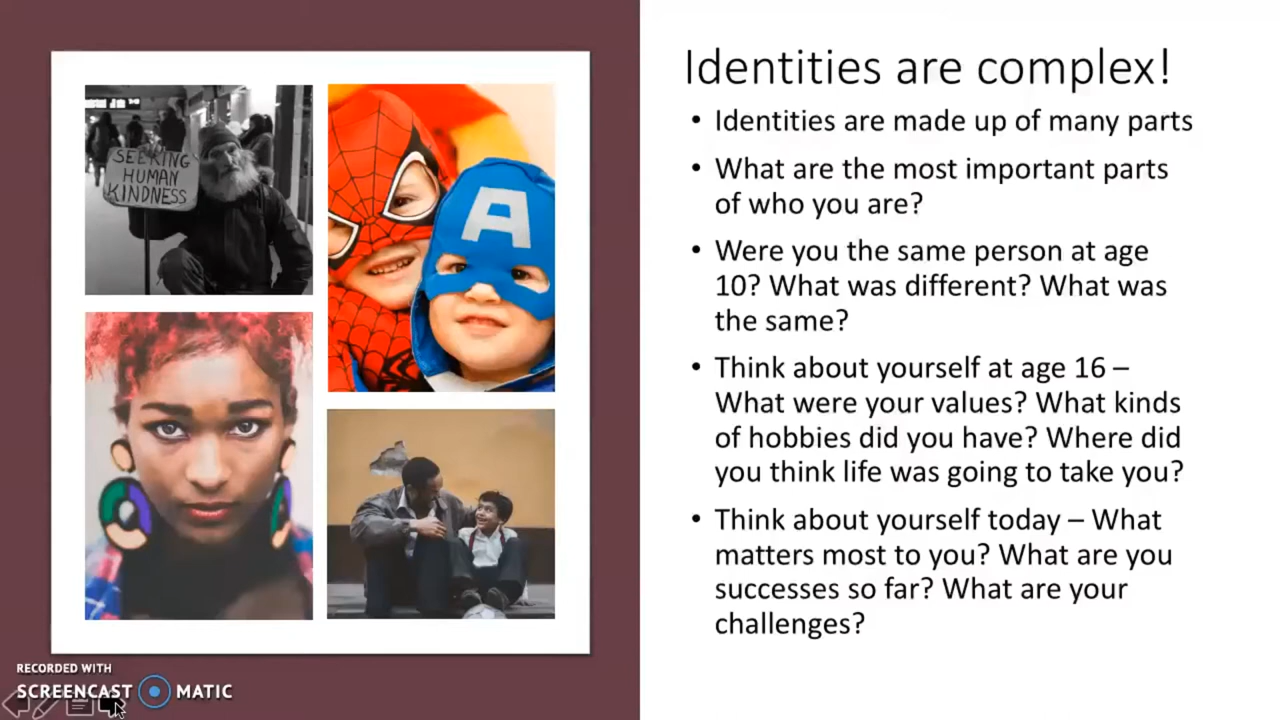 SEEKING
HUMAN
KINDNESS
A
Identities are complex!
• Identities are made up of many parts
• What are the most important parts
of who you are?
• Were you the same person at age
10? What was different? What was
the same?
• Think about yourself at age 16 –
What were your values? What kinds
of hobbies did you have? Where did
you think life was going to take you?
• Think about yourself today – What
matters most to you? What are you
successes so far? What are your
challenges?
RECORDED WITH
SCREENCAST MATIC